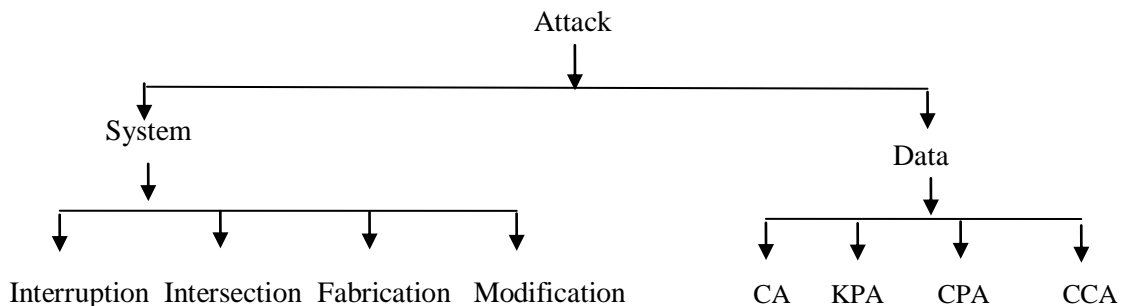 Attack
System
Data
Interruption Intersection Fabrication Modification
CA KPA CPA CCA